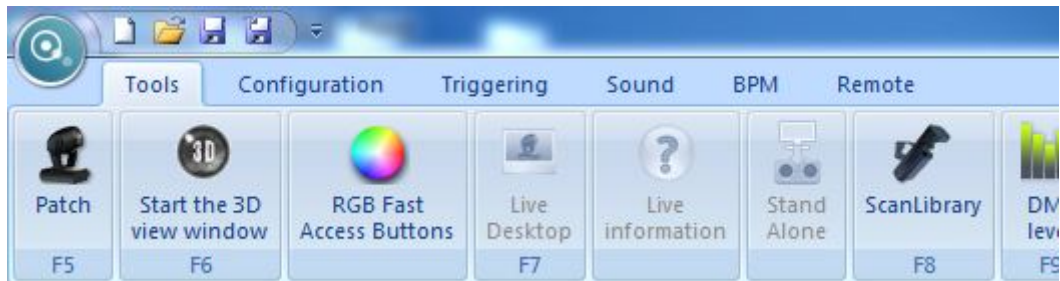 Tools Configuration Triggering Sound BPM Remote
3D
Patch
Start the 3D
view window
RGB Fast
Access Buttons
Live
Desktop
Live
information
Stand
Alone
ScanLibrary
F5 F6 F7 F8